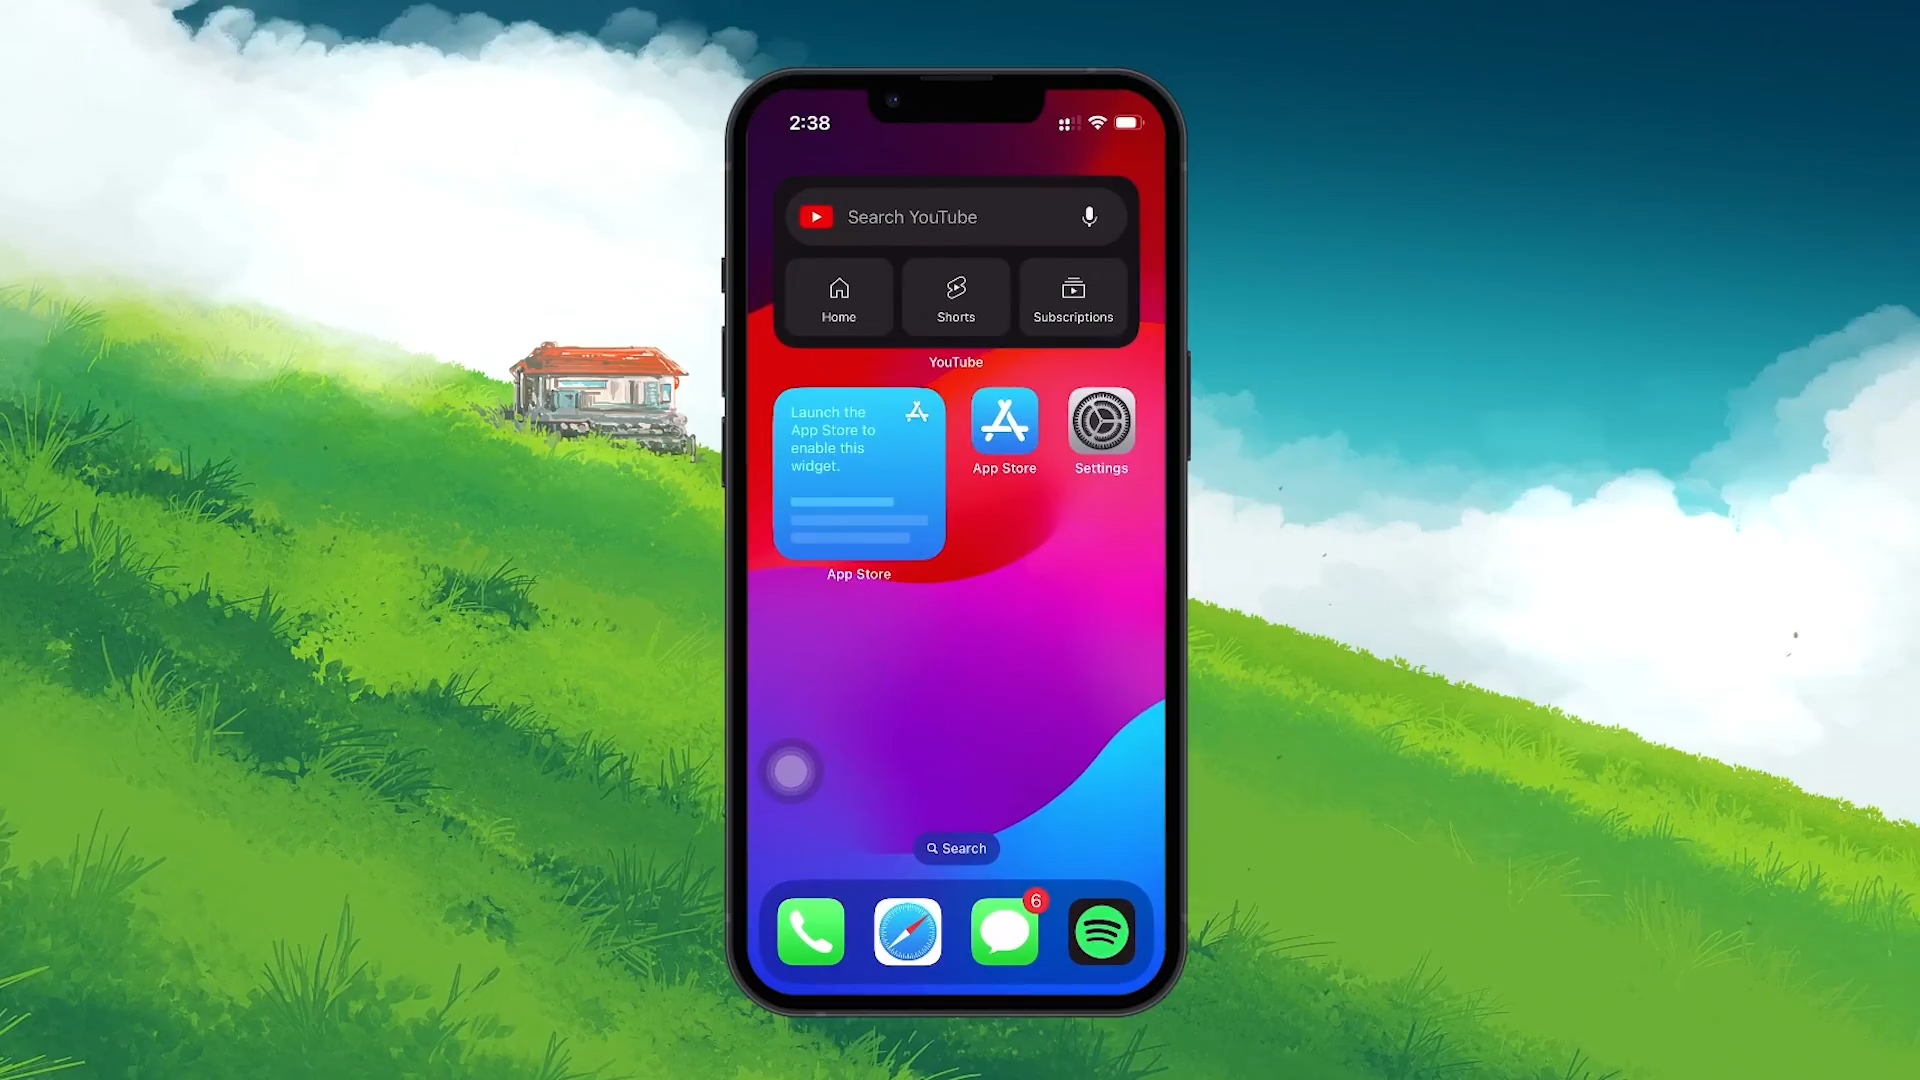 2:38
Search YouTube
Home
Shorts
Subscriptions
YouTube
Launch the
App Store to
enable this
widget.
App Store
Settings
App Store
Search
6